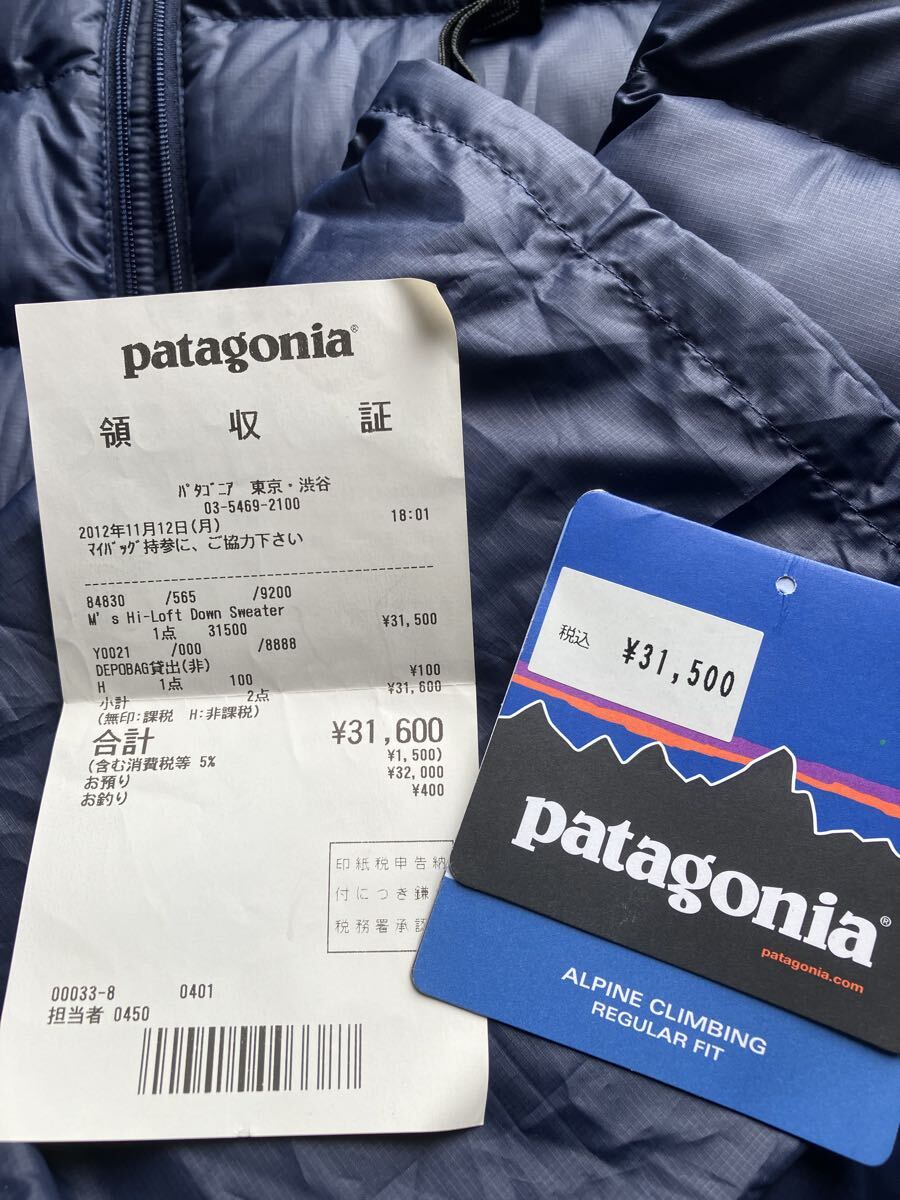 patagonia®
領 収 証
ﾊﾟﾀｺﾞﾆｱ 東京・渋谷
03-5469-2100
2012年11月12日(月) 18:01
ﾏｲﾊﾞｯｸﾞ持参に、ご協力下さい
84830 /565 /9200
M's Hi-Loft Down Sweater
1点 31500 ¥31,500
Y0021 /000 /8888
DEPOBAG貸出(非)
H 1点 100 ¥100
小計 2点 ¥31,600
(無印:課税 H:非課税)
合計 ¥31,600
(含む消費税等 5% ¥1,500)
お預り ¥32,000
お釣り ¥400
印紙税申告納
付につき鎌
税務署承認
00033-8 0401
担当者 0450
税込 ¥31,500
patagonia®
patagonia.com
ALPINE CLIMBING
REGULAR FIT